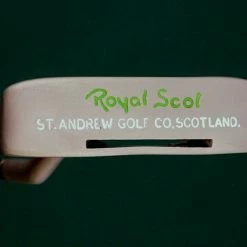 Royal Scot
ST. ANDREW GOLF CO, SCOTLAND.